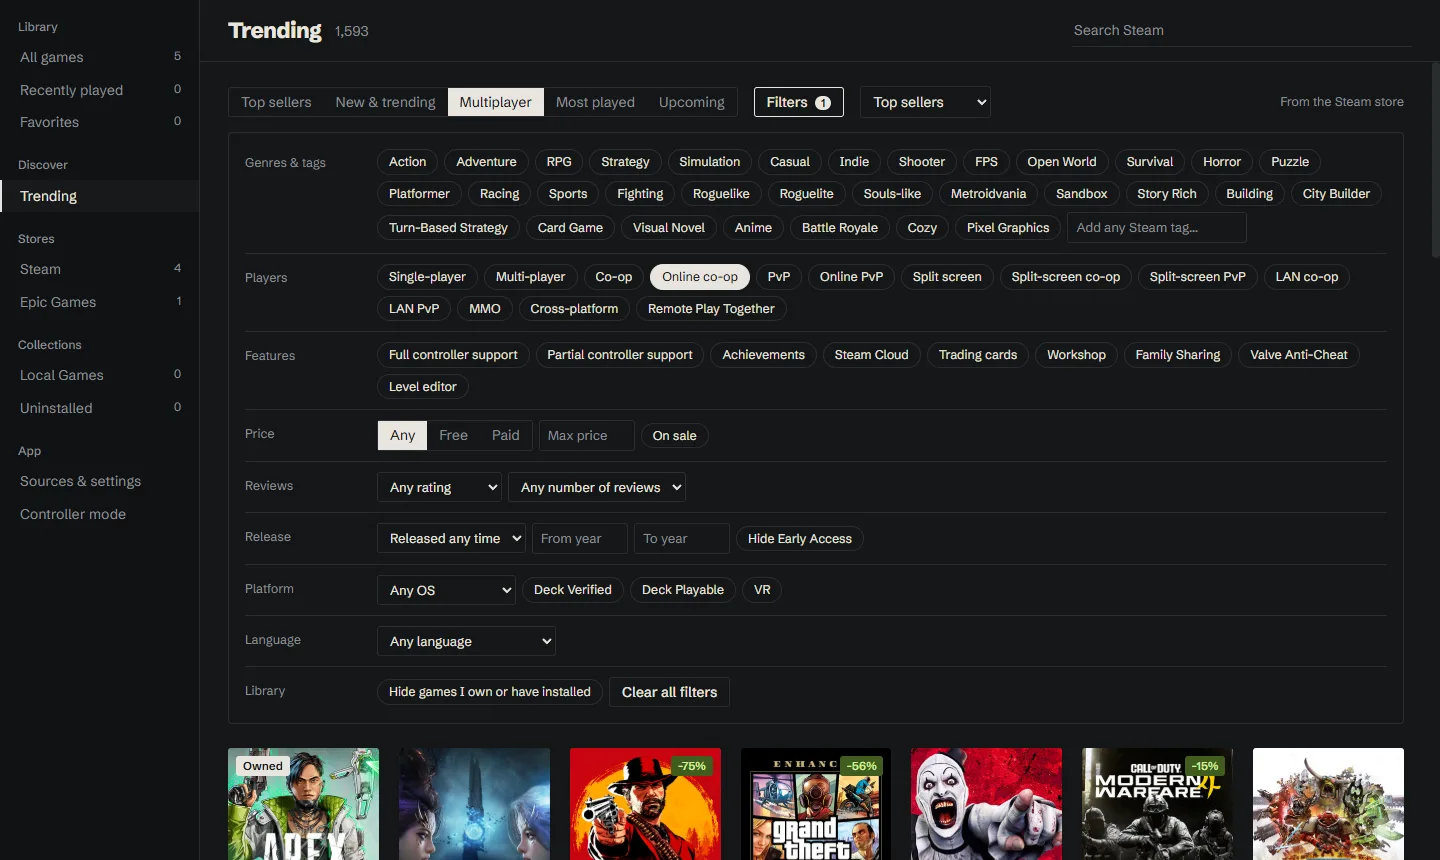 Library
All games 5
Recently played 0
Favorites 0
Discover
Trending
Stores
Steam 4
Epic Games 1
Collections
Local Games 0
Uninstalled 0
App
Sources & settings
Controller mode
Trending 1,593
Search Steam
Top sellers New & trending Multiplayer Most played Upcoming Filters 1 Top sellers From the Steam store
Genres & tags Action Adventure RPG Strategy Simulation Casual Indie Shooter FPS Open World Survival Horror Puzzle
Platformer Racing Sports Fighting Roguelike Roguelite Souls-like Metroidvania Sandbox Story Rich Building City Builder
Turn-Based Strategy Card Game Visual Novel Anime Battle Royale Cozy Pixel Graphics Add any Steam tag...
Players Single-player Multi-player Co-op Online co-op PvP Online PvP Split screen Split-screen co-op Split-screen PvP LAN co-op
LAN PvP MMO Cross-platform Remote Play Together
Features Full controller support Partial controller support Achievements Steam Cloud Trading cards Workshop Family Sharing Valve Anti-Cheat
Level editor
Price Any Free Paid Max price On sale
Reviews Any rating Any number of reviews
Release Released any time From year To year Hide Early Access
Platform Any OS Deck Verified Deck Playable VR
Language Any language
Library Hide games I own or have installed Clear all filters
Owned
APEX
-75%
ENHANC
-56%
grand
theft
-15%
CALL OF DUTY
MODERN
WARFARE 4